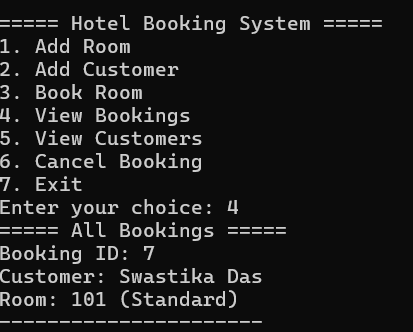 ===== Hotel Booking System =====
1. Add Room
2. Add Customer
3. Book Room
4. View Bookings
5. View Customers
6. Cancel Booking
7. Exit
Enter your choice: 4
===== All Bookings =====
Booking ID: 7
Customer: Swastika Das
Room: 101 (Standard)
----------------------